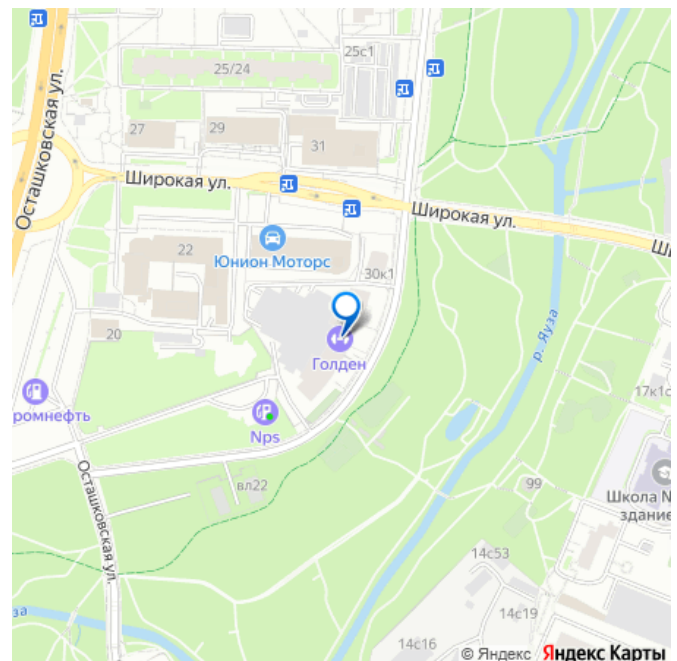 25с1
25/24
Осташковская ул.
27
29
31
Широкая ул.
Широкая ул.
Ши
22
Юнион Моторс
30к1
р. Яуза
20
Голден
ромнефть
Nps
17к1с
Осташковская ул.
вл22
99
Школа N
здание
14с53
14с19
уза
14с16
© Яндекс Яндекс Карты